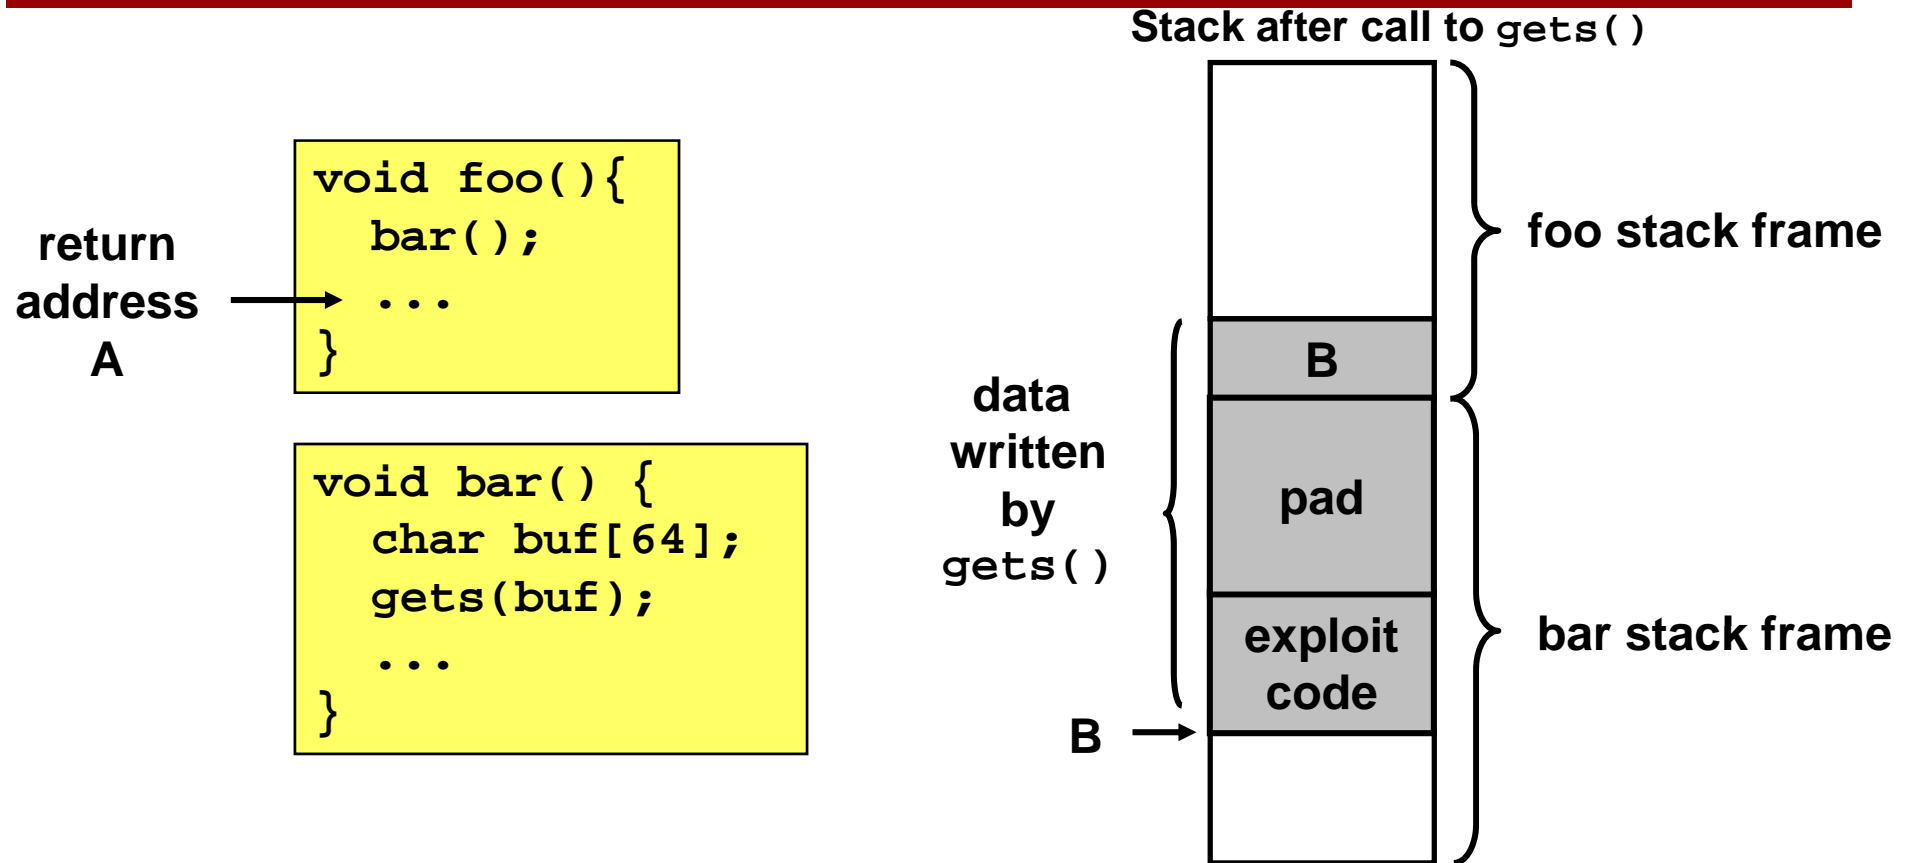 Stack after call to gets()
return
address
A
void foo(){
  bar();
  ...
}
void bar() {
  char buf[64];
  gets(buf);
  ...
}
data
written
by
gets()
B
B
pad
exploit
code
foo stack frame
bar stack frame